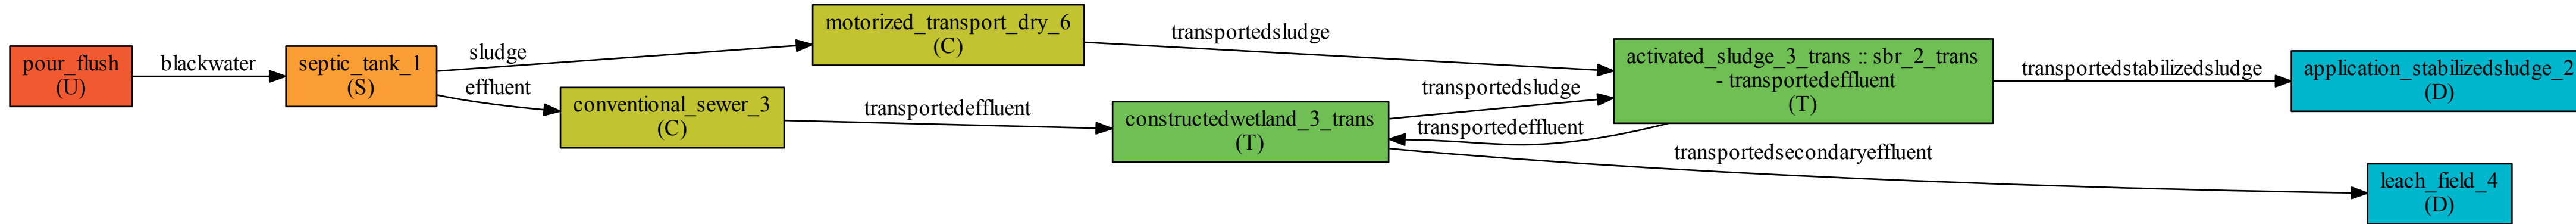 pour_flush
(U)
blackwater
septic_tank_1
(S)
sludge
effluent
motorized_transport_dry_6
(C)
conventional_sewer_3
(C)
transportedsludge
transportedeffluent
constructedwetland_3_trans
(T)
transportedsludge
transportedeffluent
activated_sludge_3_trans :: sbr_2_trans
- transportedeffluent
(T)
transportedsecondaryeffluent
transportedstabilizedsludge
application_stabilizedsludge_2
(D)
leach_field_4
(D)